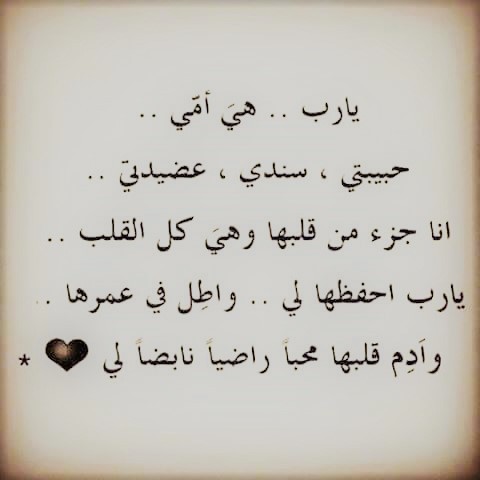 يارب .. هيَ أمّي ..
حبيبتي ، سندي ، عضيدتيّ ..
انا جزء من قلبها وهيَ كل القلب ..
يارب احفظها لي .. واطِل في عمرها ..
واَدِم قلبها محباً راضياً نابضاً لي 🖤 *